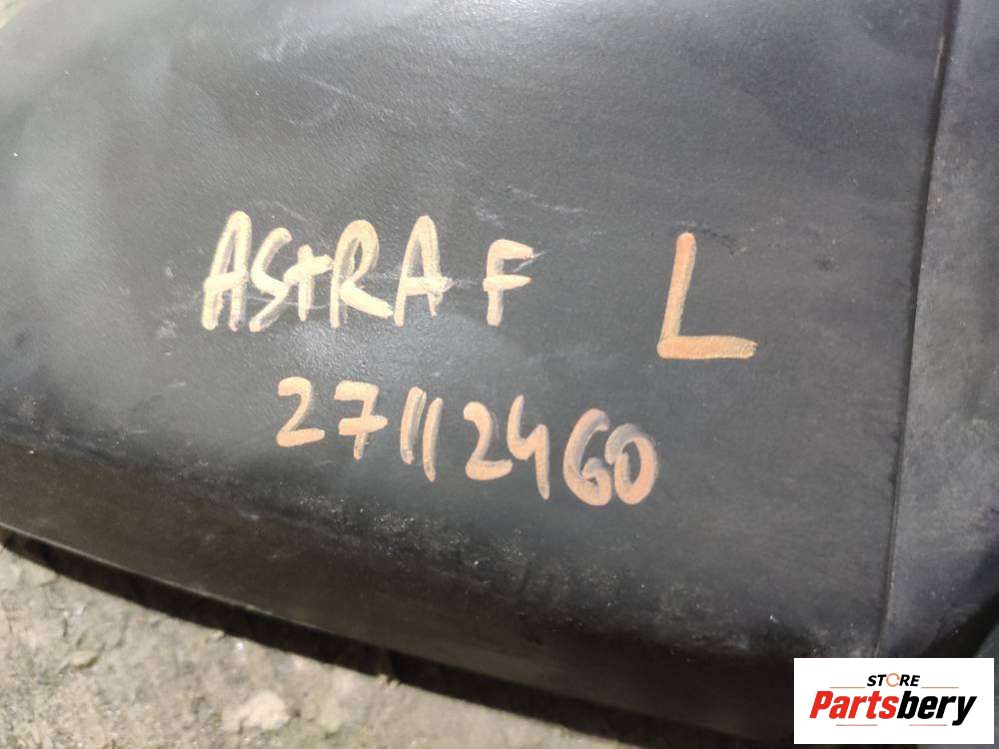 ASTRA F L
27112460
STORE
Partsbery